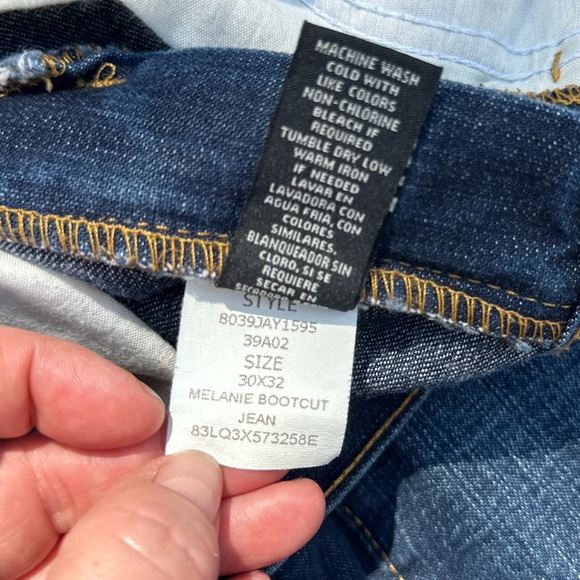 MACHINE WASH
COLD WITH
LIKE COLORS
NON-CHLORINE
BLEACH IF
REQUIRED
TUMBLE DRY LOW
WARM IRON
IF NEEDED
LAVAR EN
LAVADORA CON
AGUA FRIA, CON
COLORES
SIMILARES.
BLANQUEADOR SIN
CLORO, SI SE
REQUIERE
SECAR EN
STYLE
8039JAY1595
39A02
SIZE
30X32
MELANIE BOOTCUT
JEAN
83LQ3X573258E